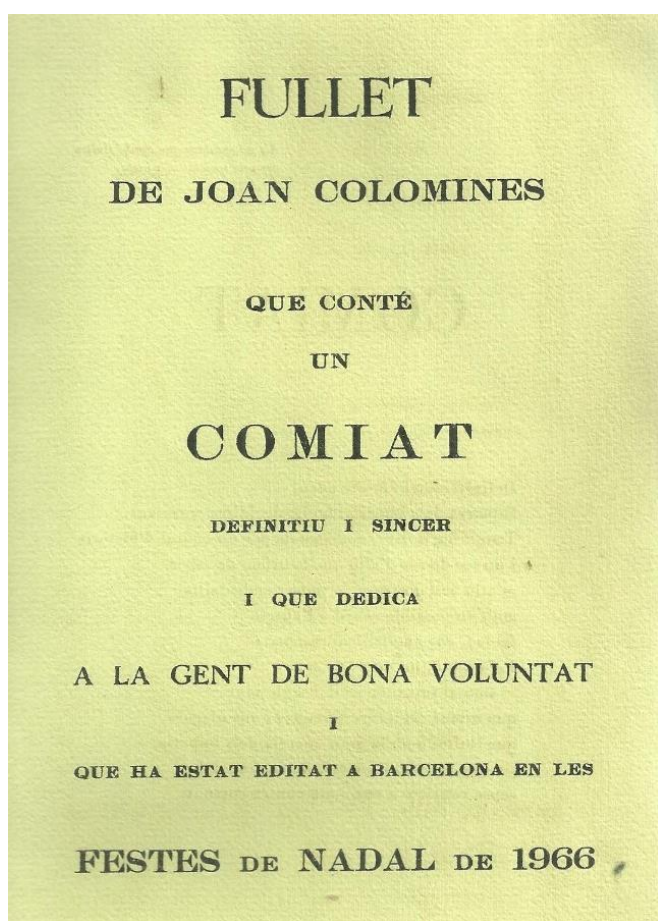 FULLET
DE JOAN COLOMINES
QUE CONTÉ
UN
COMIAT
DEFINITIU I SINCER
I QUE DEDICA
A LA GENT DE BONA VOLUNTAT
I
QUE HA ESTAT EDITAT A BARCELONA EN LES
FESTES DE NADAL DE 1966